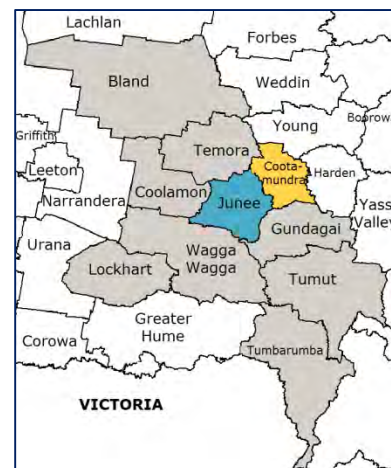 Lachlan
Forbes
Bland
Weddin
Griffith
Young
Boorowa
Leeton
Temora
Coota-
mundra
Harden
Narrandera
Coolamon
Junee
Yass
Valley
Urana
Gundagai
Wagga
Wagga
Lockhart
Tumut
Greater
Hume
Corowa
Tumbarumba
VICTORIA